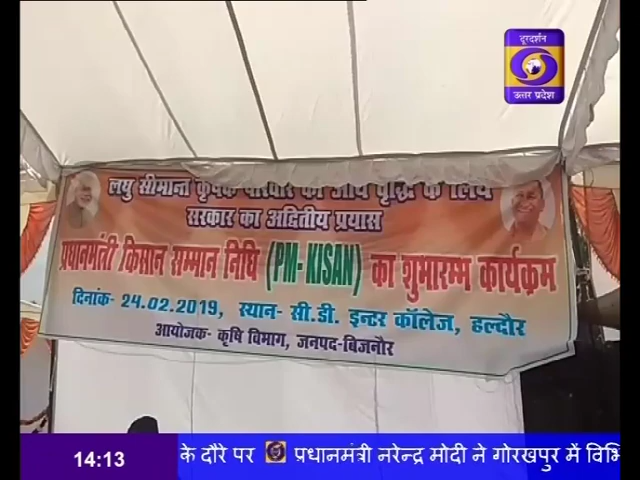 दूरदर्शन
उत्तर प्रदेश
लघु सीमान्त कृषक परिवार की आय वृद्धि के लिये
सरकार का अद्वितीय प्रयास
प्रधानमंत्री किसान सम्मान निधि (PM- KISAN) का शुभारम्भ कार्यक्रम
दिनांक- 24.02.2019, स्थान- सी.डी. इन्टर कॉलेज, हल्दौर
आयोजक- कृषि विभाग, जनपद-बिजनौर
14:13 के दौरे पर प्रधानमंत्री नरेन्द्र मोदी ने गोरखपुर में विभि